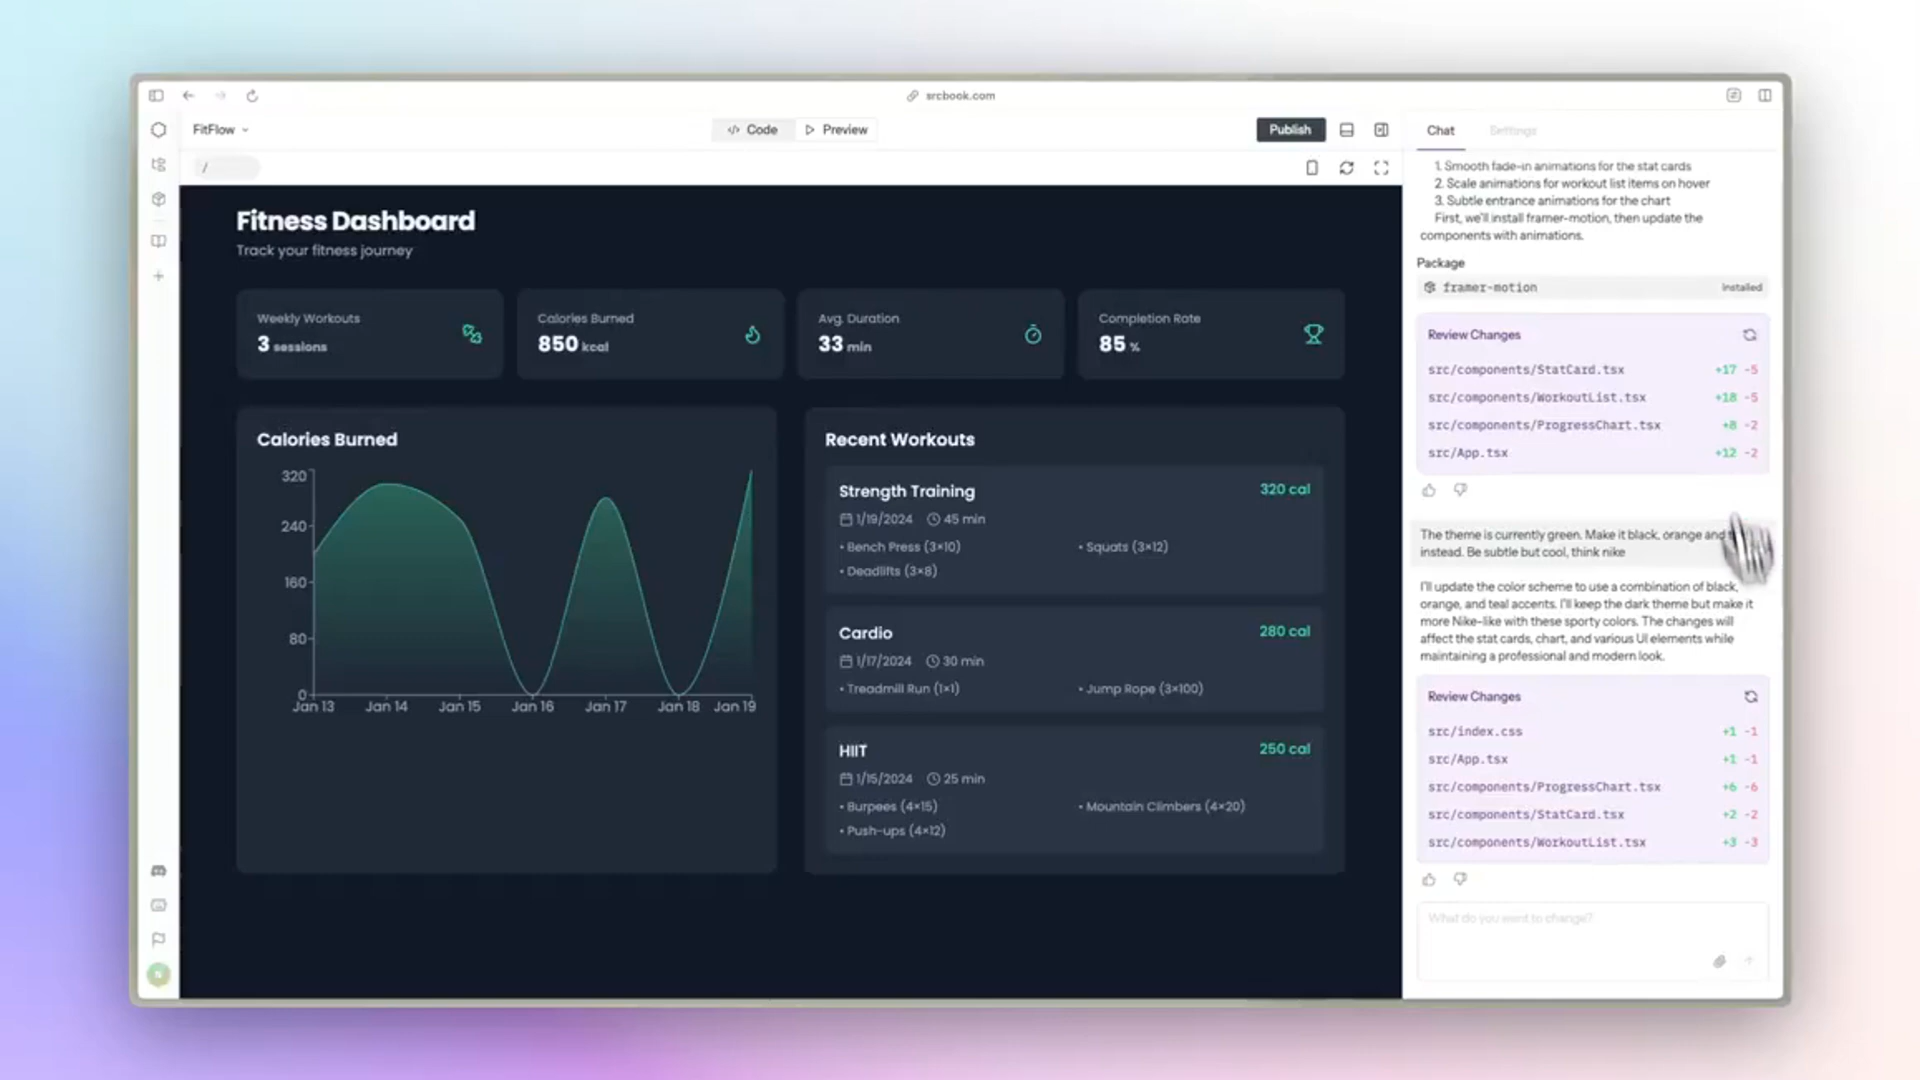 srcbook.com
FitFlow
Code
Preview
Publish
Chat
Settings
/
Fitness Dashboard
Track your fitness journey
Weekly Workouts
3 sessions
Calories Burned
850 kcal
Avg. Duration
33 min
Completion Rate
85 %
Calories Burned
320
240
160
80
0
Jan 13
Jan 14
Jan 15
Jan 16
Jan 17
Jan 18
Jan 19
Recent Workouts
Strength Training
320 cal
1/19/2024
45 min
• Bench Press (3×10)
• Squats (3×12)
• Deadlifts (3×8)
Cardio
280 cal
1/17/2024
30 min
• Treadmill Run (1×1)
• Jump Rope (3×100)
HIIT
250 cal
1/15/2024
25 min
• Burpees (4×15)
• Mountain Climbers (4×20)
• Push-ups (4×12)
1. Smooth fade-in animations for the stat cards
2. Scale animations for workout list items on hover
3. Subtle entrance animations for the chart
First, we'll install framer-motion, then update the
components with animations.
Package
framer-motion
Installed
Review Changes
src/components/StatCard.tsx +17 -5
src/components/WorkoutList.tsx +18 -5
src/components/ProgressChart.tsx +8 -2
src/App.tsx +12 -2
The theme is currently green. Make it black, orange and
instead. Be subtle but cool, think nike
I'll update the color scheme to use a combination of black,
orange, and teal accents. I'll keep the dark theme but make it
more Nike-like with these sporty colors. The changes will
affect the stat cards, chart, and various UI elements while
maintaining a professional and modern look.
Review Changes
src/index.css +1 -1
src/App.tsx +1 -1
src/components/ProgressChart.tsx +6 -6
src/components/StatCard.tsx +2 -2
src/components/WorkoutList.tsx +3 -3
What do you want to change?